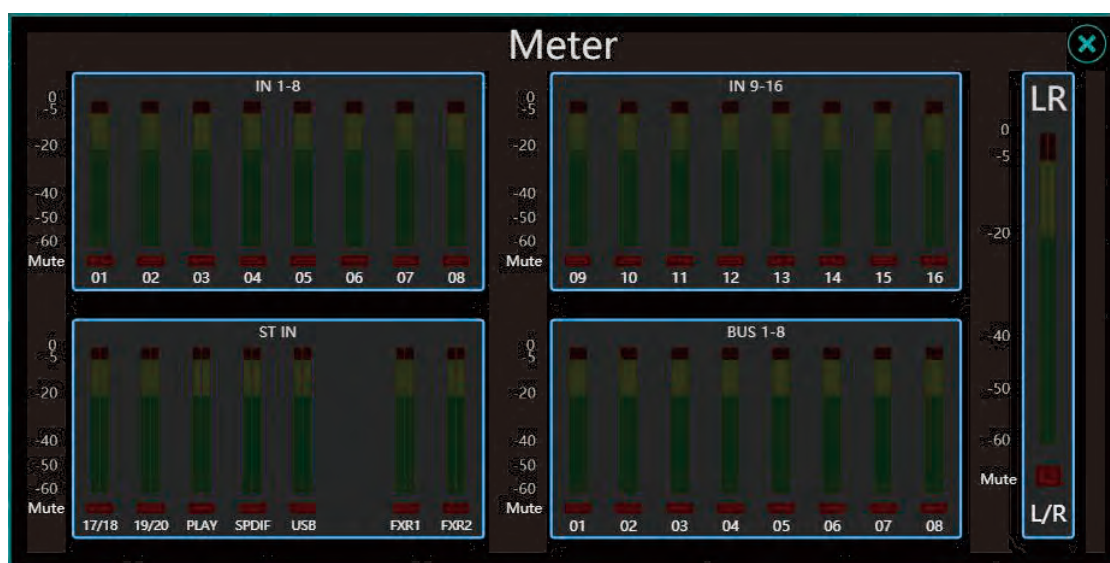 Meter
IN 1-8
0
-5
-20
-40
-50
-60
Mute
01 02 03 04 05 06 07 08
IN 9-16
0
-5
-20
-40
-50
-60
Mute
09 10 11 12 13 14 15 16
LR
0
-5
-20
-40
-50
-60
Mute
L/R
ST IN
0
-5
-20
-40
-50
-60
Mute
17/18 19/20 PLAY SPDIF USB FXR1 FXR2
BUS 1-8
0
-5
-20
-40
-50
-60
Mute
01 02 03 04 05 06 07 08